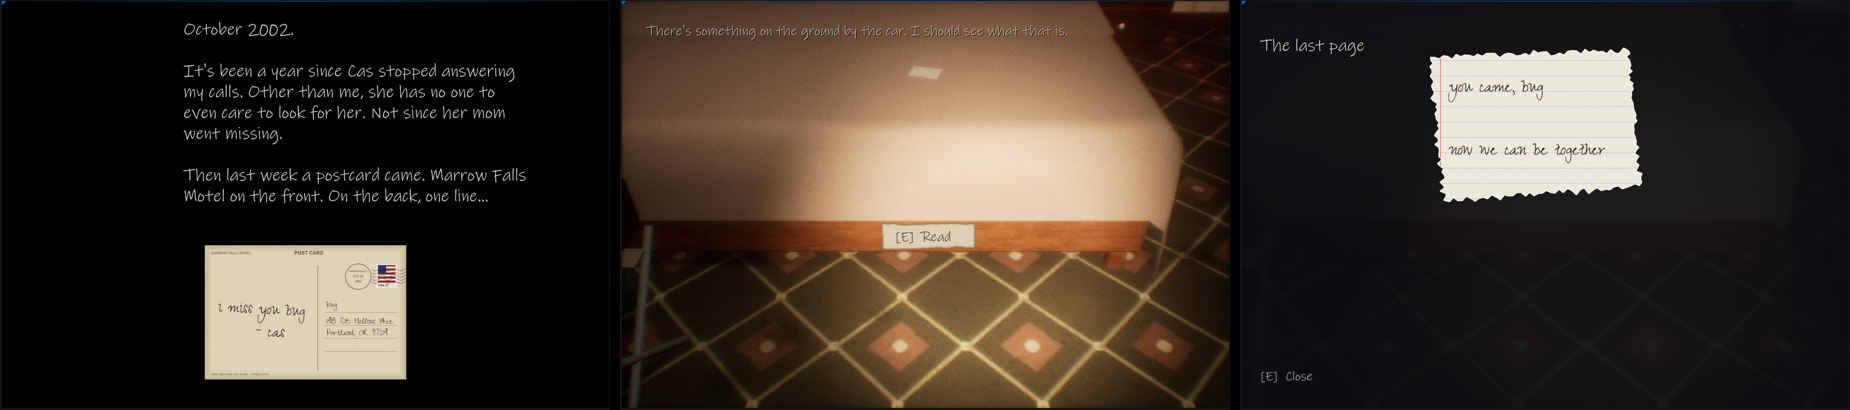 October 2002.
It's been a year since Cas stopped answering
my calls. Other than me, she has no one to
even care to look for her. Not since her mom
went missing.
Then last week a postcard came. Marrow Falls
Motel on the front. On the back, one line...
MARROW FALLS MOTEL
POST CARD
i miss you bug
- cas
bug
Portland, OR
There's something on the ground by the car. I should see what that is.
[E] Read
The last page
you came, bug
now we can be together
[E] Close